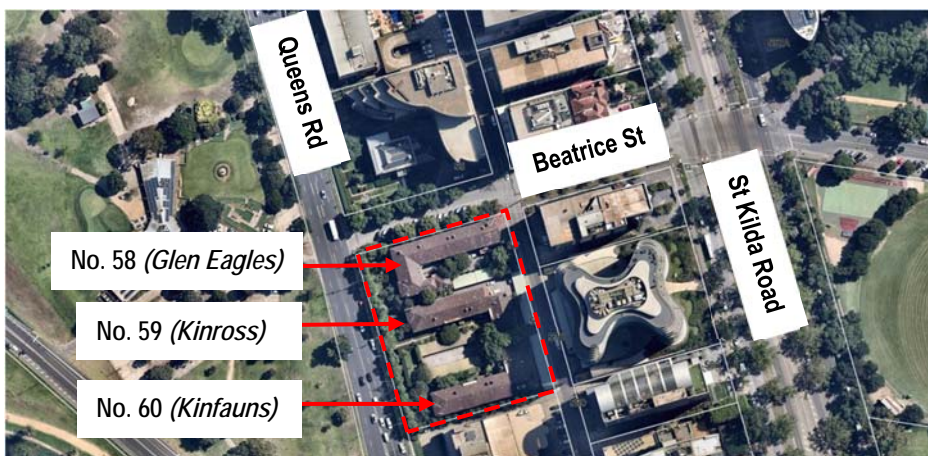 Queens Rd
Beatrice St
St Kilda Road
No. 58 (Glen Eagles)
No. 59 (Kinross)
No. 60 (Kinfauns)